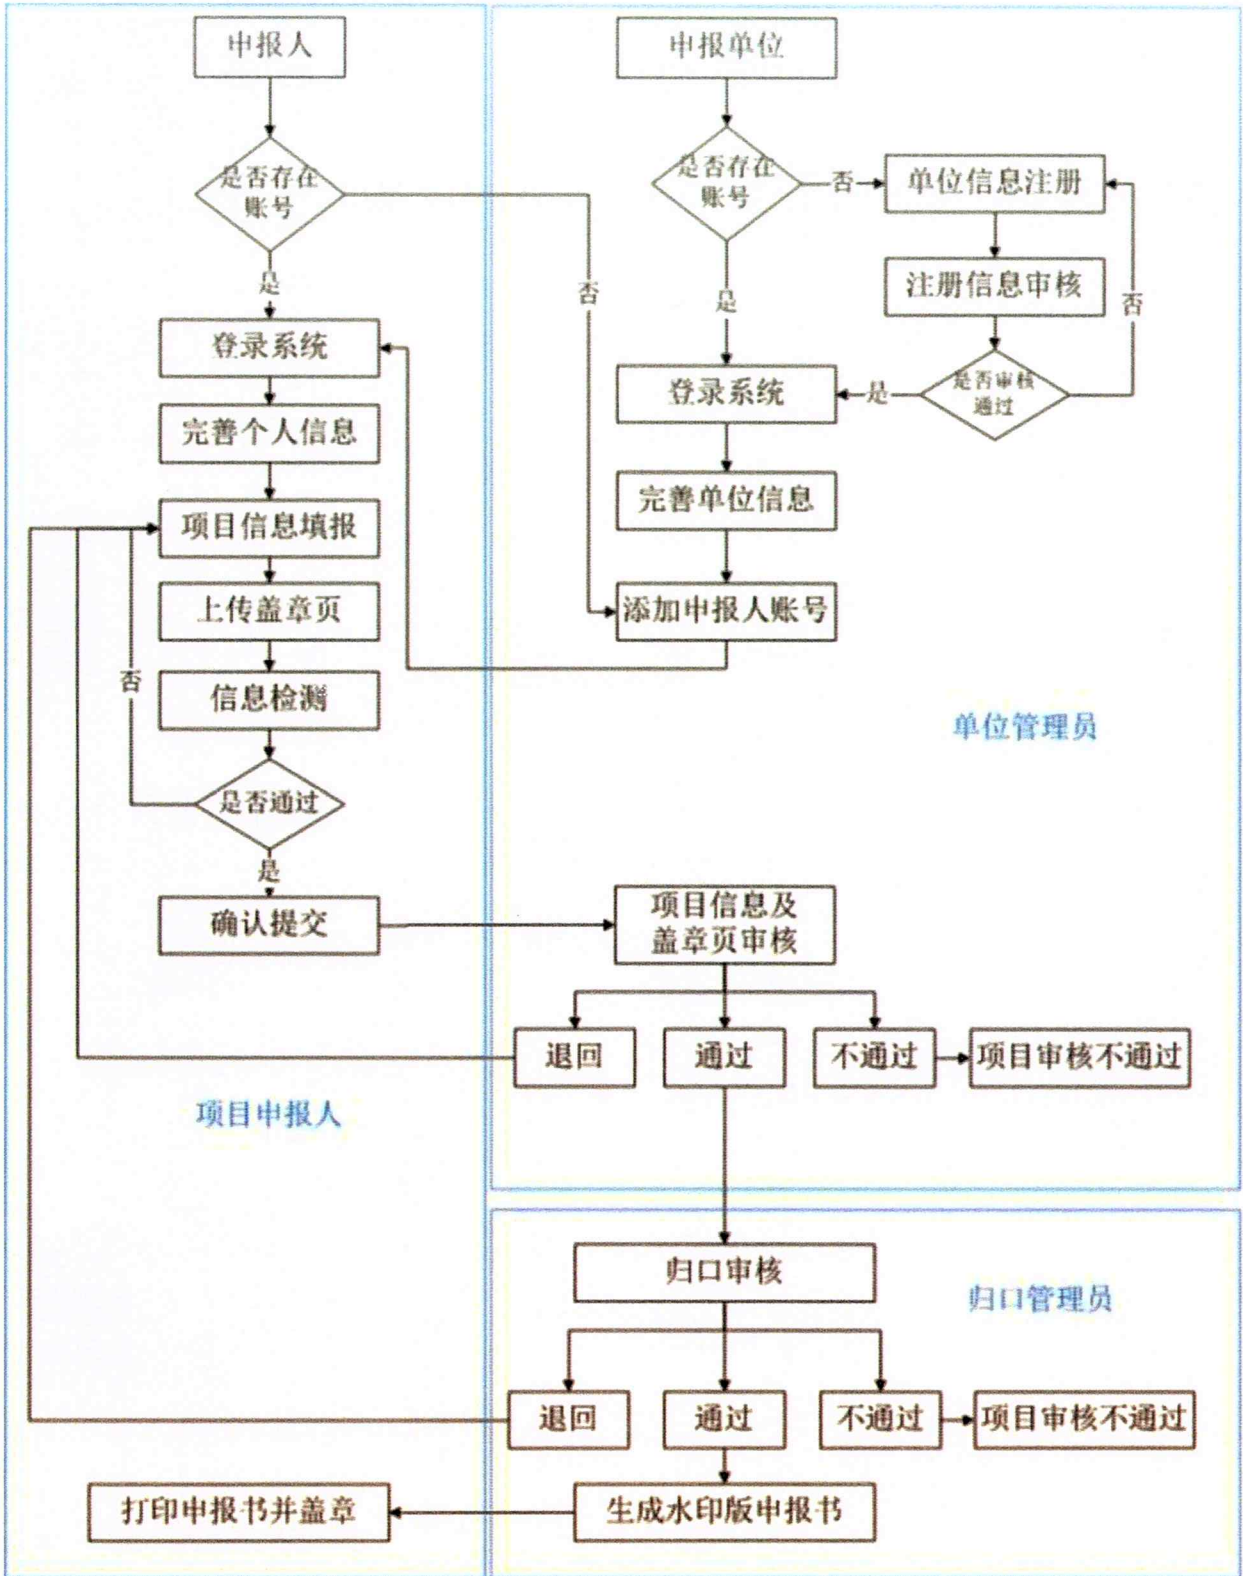 申报人
申报单位
是否存在
账号
是否存在
账号
否
单位信息注册
是
否
是
注册信息审核
否
登录系统
登录系统
是
是否审核
通过
完善个人信息
完善单位信息
项目信息填报
上传盖章页
添加申报人账号
否
信息检测
单位管理员
是否通过
是
确认提交
项目信息及
盖章页审核
退回
通过
不通过
项目审核不通过
项目申报人
归口审核
归口管理员
退回
通过
不通过
项目审核不通过
打印申报书并盖章
生成水印版申报书